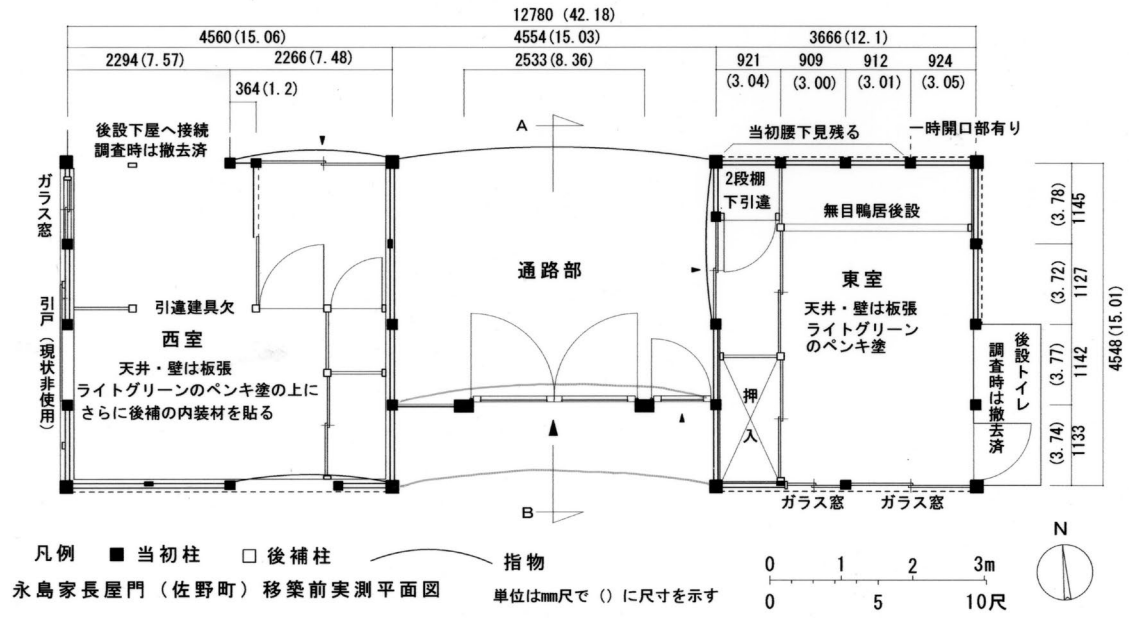 12780 (42.18)
4560(15.06)
4554(15.03)
3666(12.1)
2294(7.57)
2266(7.48)
2533(8.36)
921
(3.04)
909
(3.00)
912
(3.01)
924
(3.05)
364(1.2)
後設下屋へ接続
調査時は撤去済
A
当初腰下見残る
一時開口部有り
ガラス窓
2段棚
下引違
無目鴨居後設
(3.78)
1145
通路部
東室
天井・壁は板張
ライトグリーン
のペンキ塗
(3.72)
1127
4548(15.01)
引戸(現状非使用)
引違建具欠
西室
天井・壁は板張
ライトグリーンのペンキ塗の上に
さらに後補の内装材を貼る
押入
後設トイレ
調査時は撤去済
(3.77)
1142
(3.74)
1133
ガラス窓
ガラス窓
B
N
凡例
当初柱
後補柱
指物
永島家長屋門(佐野町)移築前実測平面図
単位は㎜尺で()に尺寸を示す
0 1 2 3m
0 5 10尺